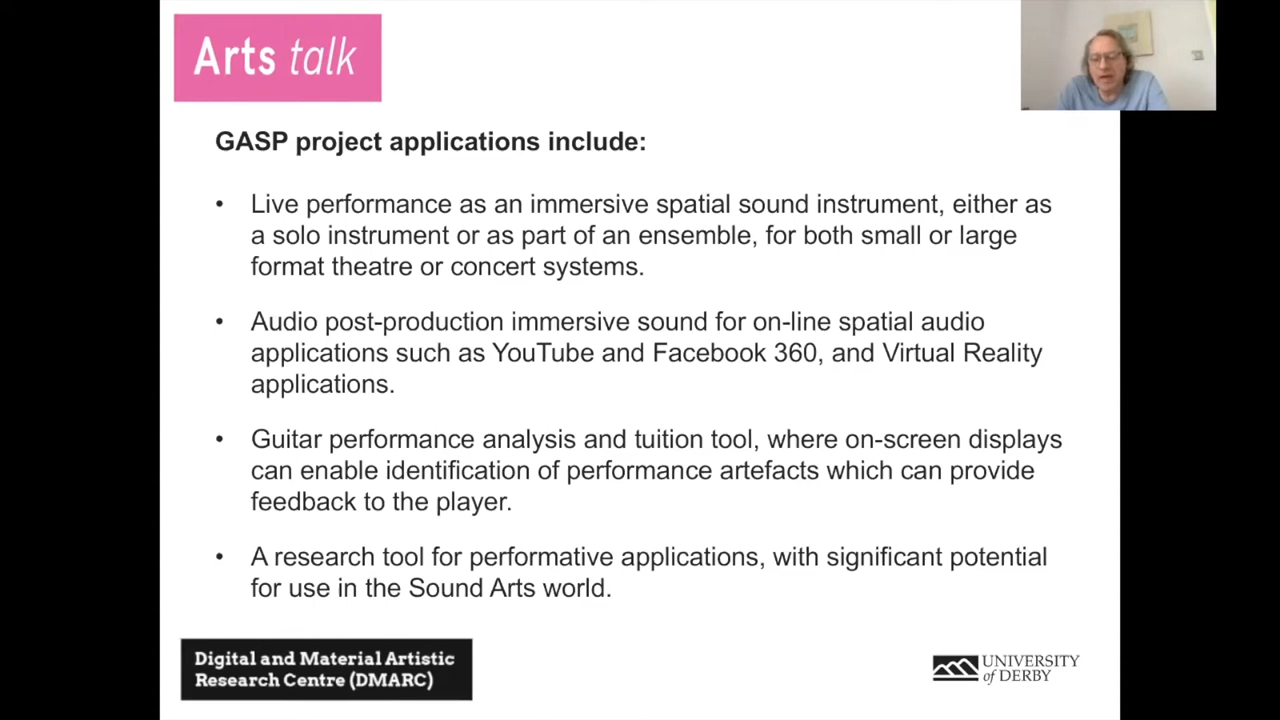 Arts talk
GASP project applications include:
• Live performance as an immersive spatial sound instrument, either as
a solo instrument or as part of an ensemble, for both small or large
format theatre or concert systems.
• Audio post-production immersive sound for on-line spatial audio
applications such as YouTube and Facebook 360, and Virtual Reality
applications.
• Guitar performance analysis and tuition tool, where on-screen displays
can enable identification of performance artefacts which can provide
feedback to the player.
• A research tool for performative applications, with significant potential
for use in the Sound Arts world.
Digital and Material Artistic
Research Centre (DMARC)
UNIVERSITY
of DERBY